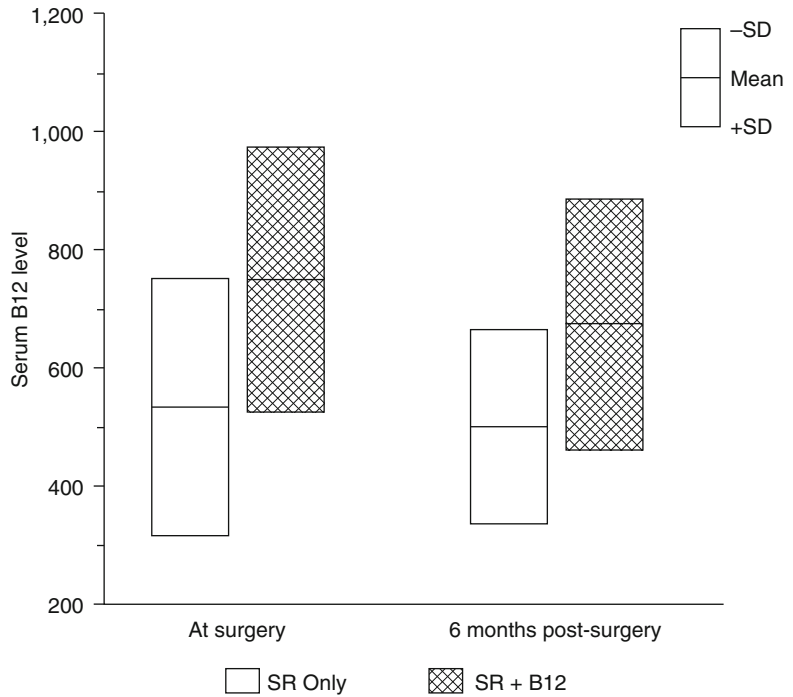 1,200
1,000
800
600
400
200
Serum B12 level
–SD
Mean
+SD
At surgery
6 months post-surgery
SR Only
SR + B12